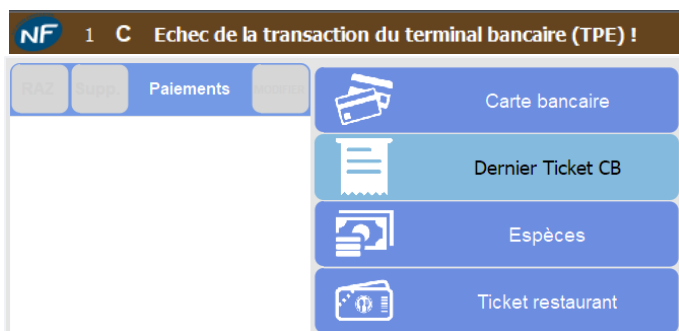 NF 1 C Echec de la transaction du terminal bancaire (TPE) !
RAZ Supp. Paiements MODIFIER
Carte bancaire
Dernier Ticket CB
Espèces
Ticket restaurant